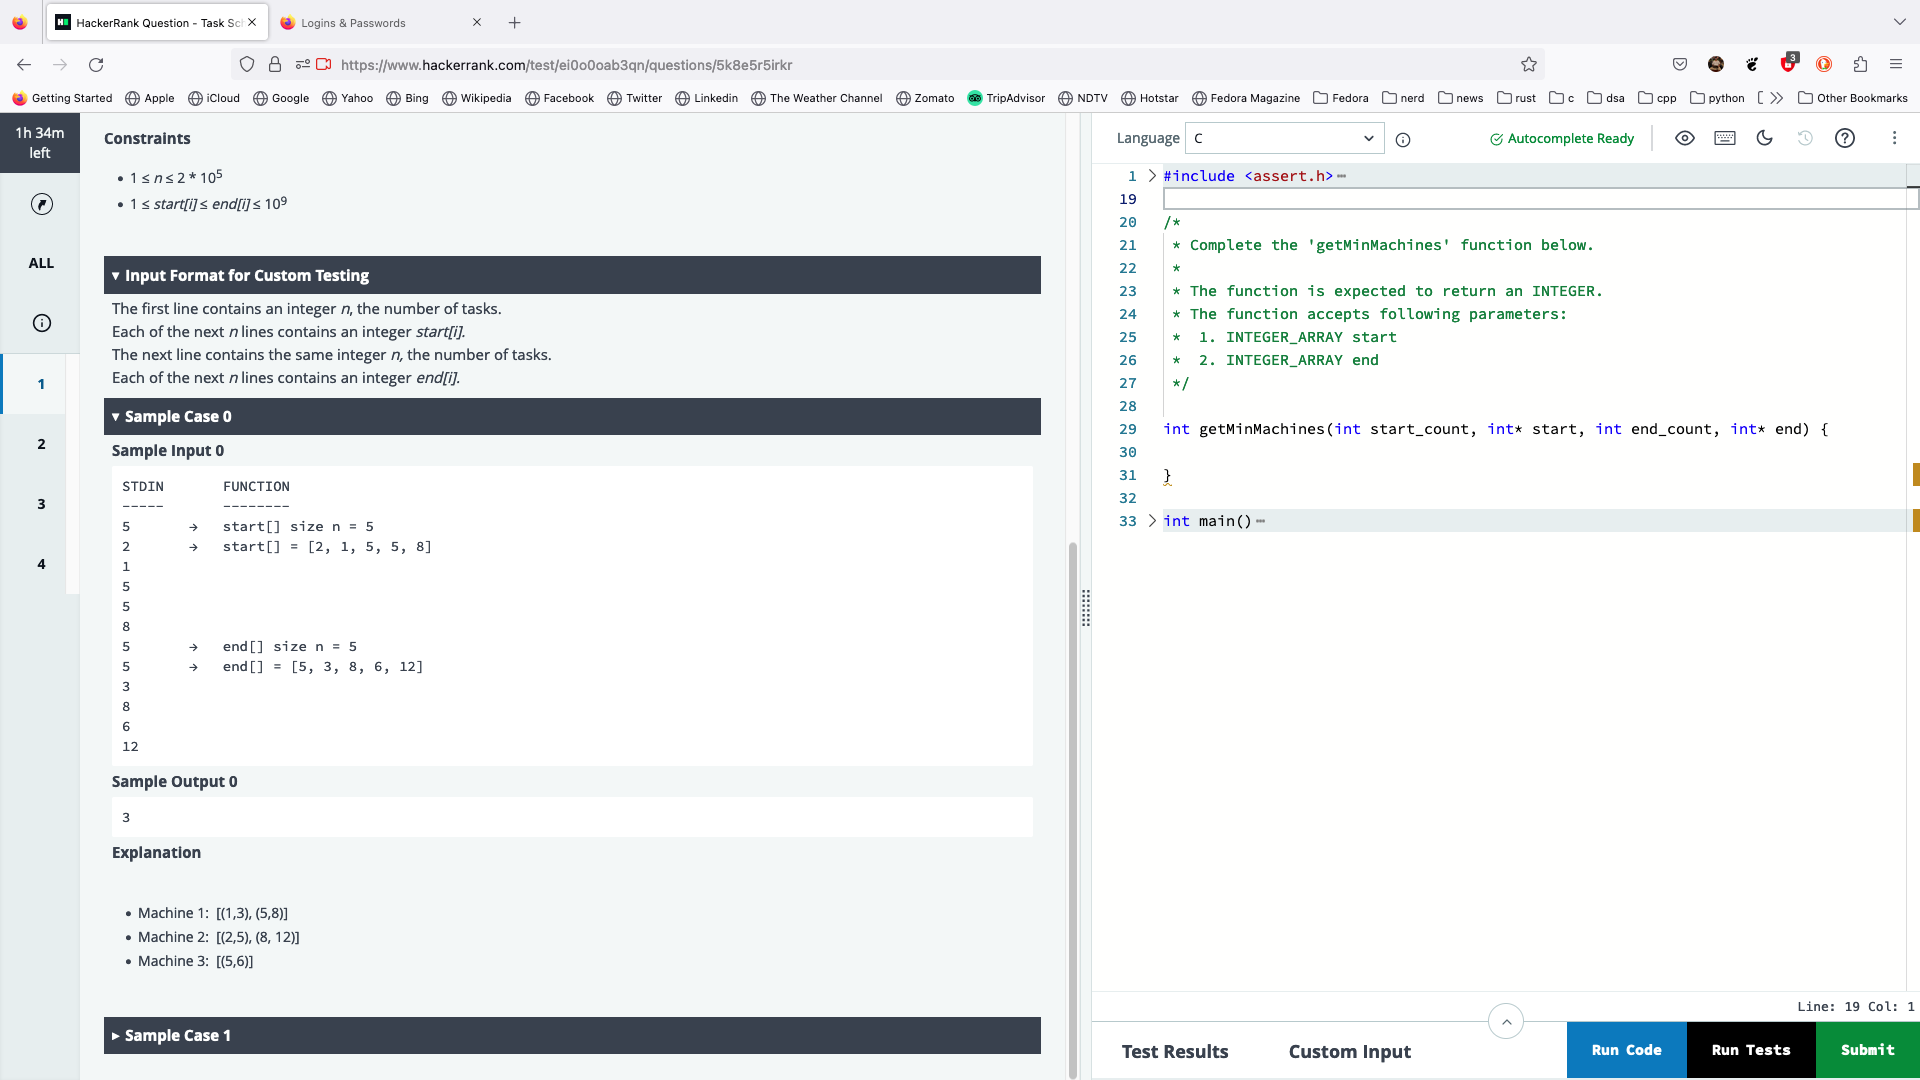 HackerRank Question - Task Sc
Logins & Passwords
https://www.hackerrank.com/test/ei0o0oab3qn/questions/5k8e5r5irkr
3
Getting Started
Apple
iCloud
Google
Yahoo
Bing
Wikipedia
Facebook
Twitter
Linkedin
The Weather Channel
Zomato
TripAdvisor
NDTV
Hotstar
Fedora Magazine
Fedora
nerd
news
rust
c
dsa
cpp
python
Other Bookmarks
1h 34m
left
ALL
1
2
3
4
Constraints
• 1 ≤ n ≤ 2 * 10⁵
• 1 ≤ start[i] ≤ end[i] ≤ 10⁹
▾ Input Format for Custom Testing
The first line contains an integer n, the number of tasks.
Each of the next n lines contains an integer start[i].
The next line contains the same integer n, the number of tasks.
Each of the next n lines contains an integer end[i].
▾ Sample Case 0
Sample Input 0
STDIN FUNCTION
----- --------
5 → start[] size n = 5
2 → start[] = [2, 1, 5, 5, 8]
1
5
5
8
5 → end[] size n = 5
5 → end[] = [5, 3, 8, 6, 12]
3
8
6
12
Sample Output 0
3
Explanation
• Machine 1: [(1,3), (5,8)]
• Machine 2: [(2,5), (8, 12)]
• Machine 3: [(5,6)]
▸ Sample Case 1
Language C
Autocomplete Ready
1 #include <assert.h>
19
20 /*
21 * Complete the 'getMinMachines' function below.
22 *
23 * The function is expected to return an INTEGER.
24 * The function accepts following parameters:
25 * 1. INTEGER_ARRAY start
26 * 2. INTEGER_ARRAY end
27 */
28
29 int getMinMachines(int start_count, int* start, int end_count, int* end) {
30
31 }
32
33 int main()
Line: 19 Col: 1
Test Results
Custom Input
Run Code
Run Tests
Submit